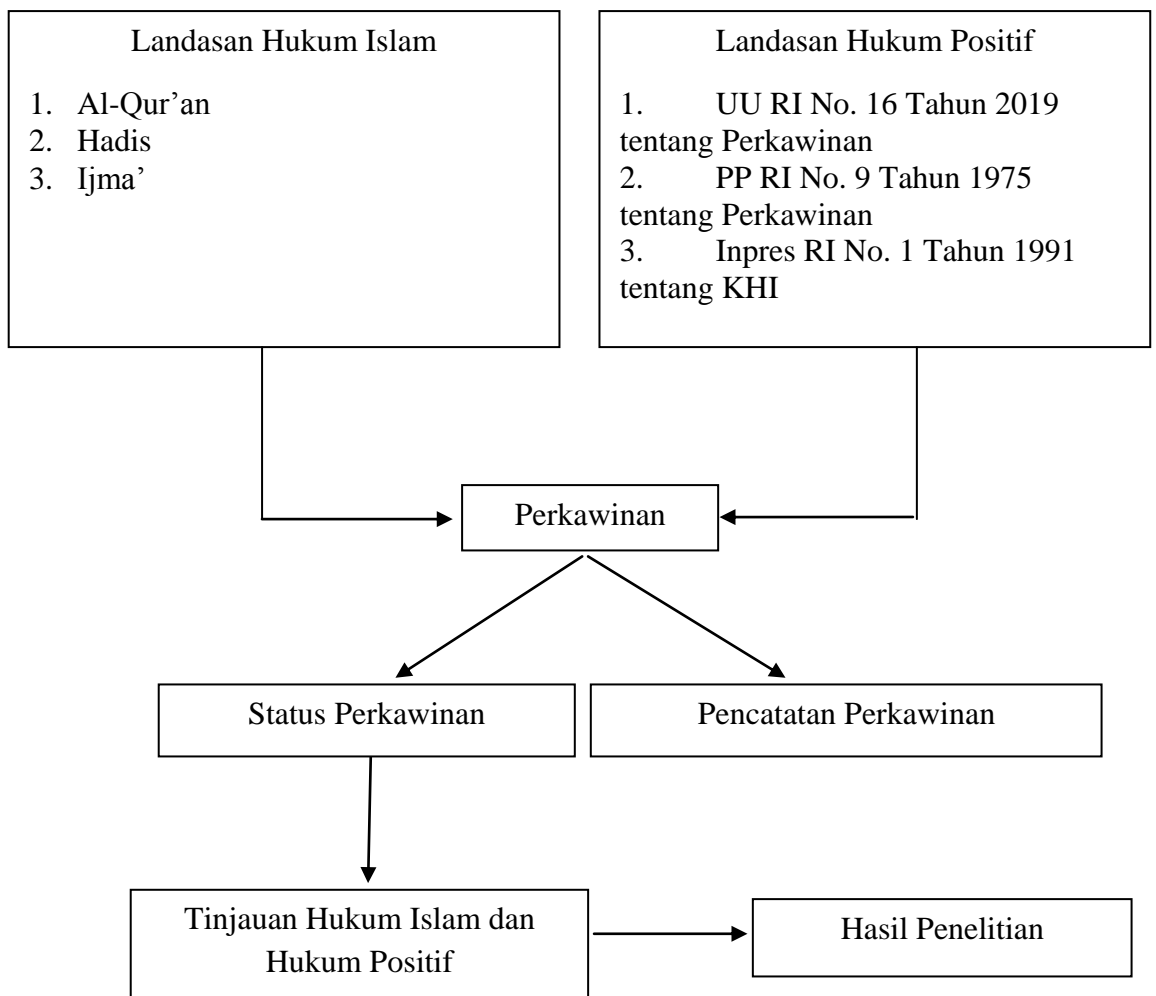 Landasan Hukum Islam
1. Al-Qur’an
2. Hadis
3. Ijma’
Landasan Hukum Positif
1. UU RI No. 16 Tahun 2019
tentang Perkawinan
2. PP RI No. 9 Tahun 1975
tentang Perkawinan
3. Inpres RI No. 1 Tahun 1991
tentang KHI
Perkawinan
Status Perkawinan
Pencatatan Perkawinan
Tinjauan Hukum Islam dan
Hukum Positif
Hasil Penelitian